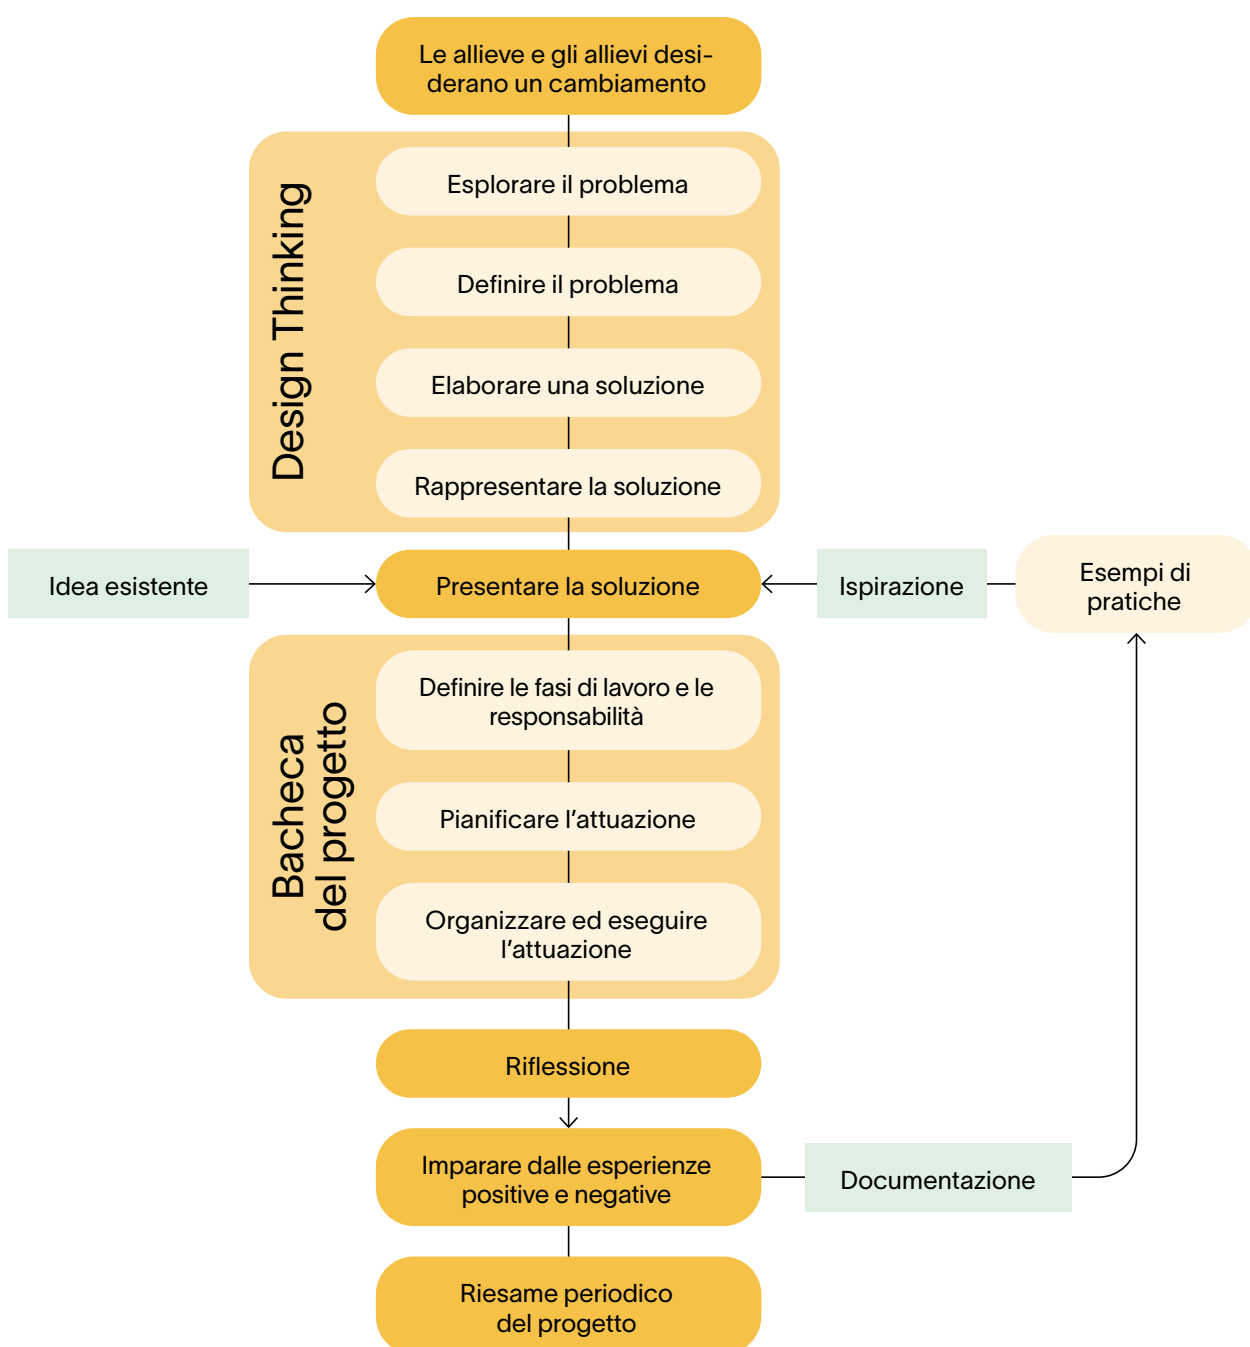 Le allieve e gli allievi desi-
derano un cambiamento
Design Thinking
Esplorare il problema
Definire il problema
Elaborare una soluzione
Rappresentare la soluzione
Idea esistente
Presentare la soluzione
Ispirazione
Esempi di
pratiche
Bacheca
del progetto
Definire le fasi di lavoro e le
responsabilità
Pianificare l’attuazione
Organizzare ed eseguire
l’attuazione
Riflessione
Imparare dalle esperienze
positive e negative
Documentazione
Riesame periodico
del progetto